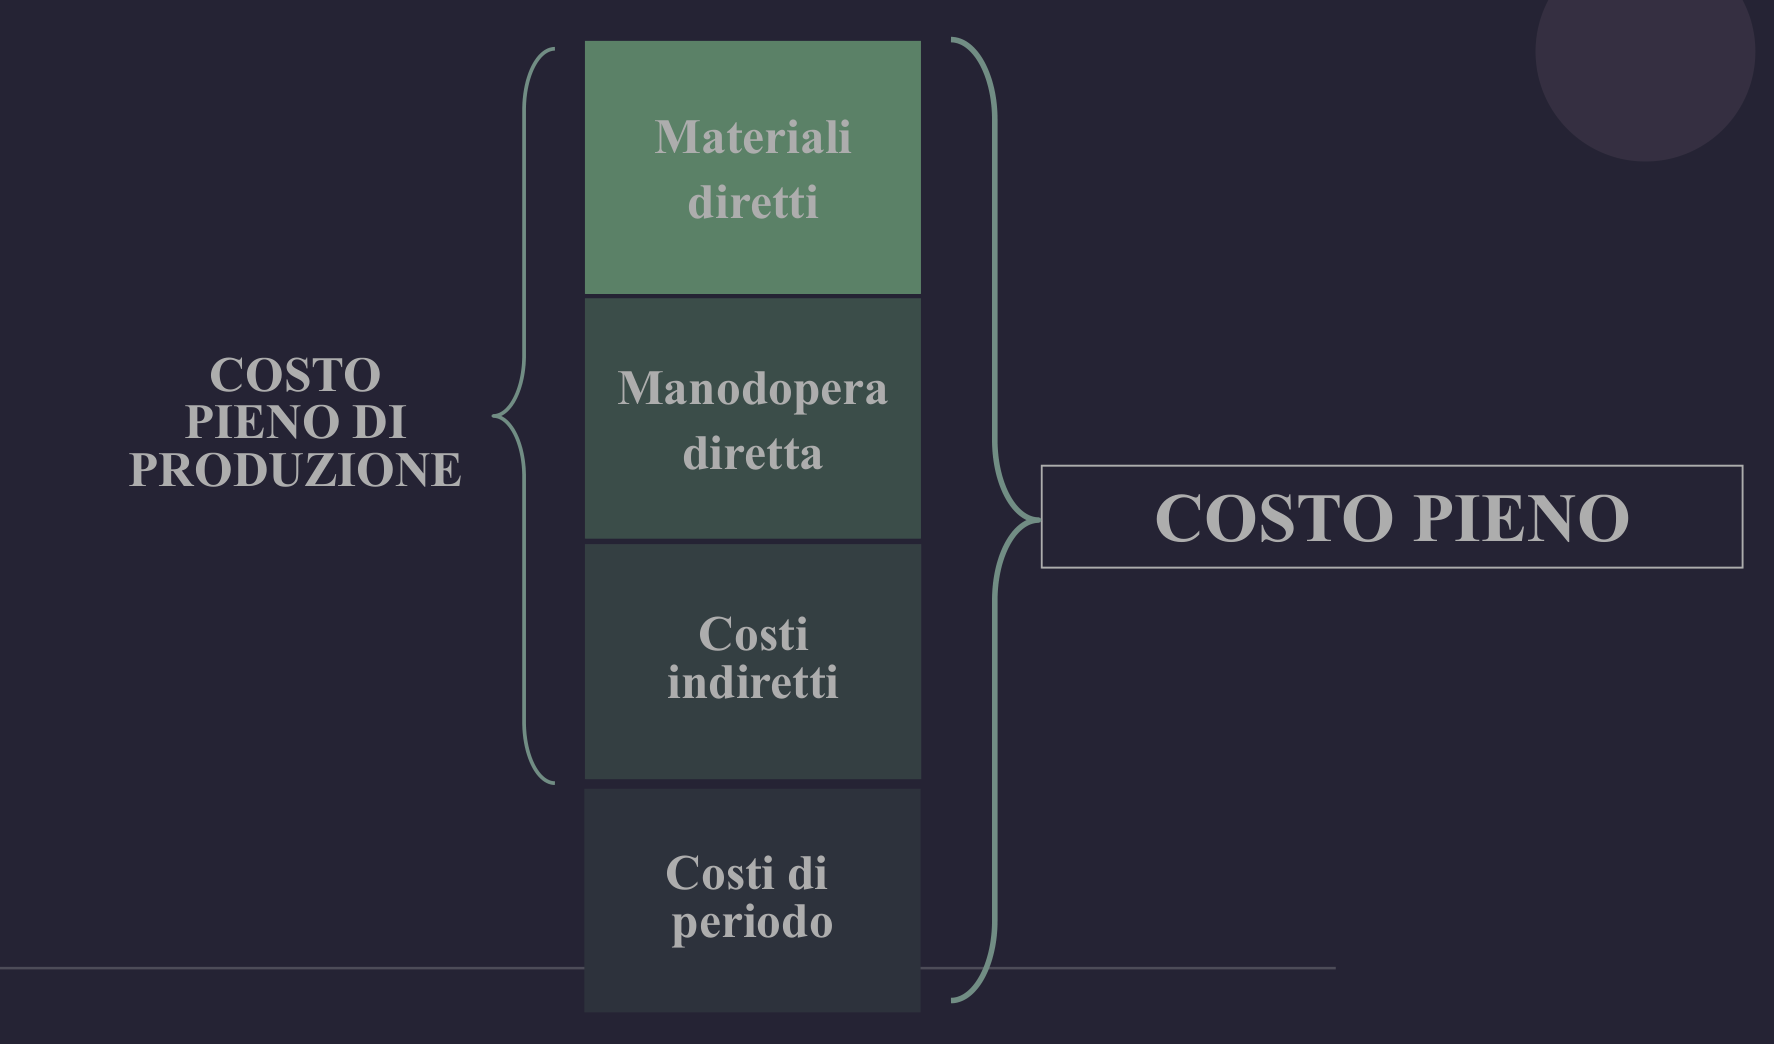 COSTO
PIENO DI
PRODUZIONE
Materiali
diretti
Manodopera
diretta
Costi
indiretti
Costi di
periodo
COSTO PIENO